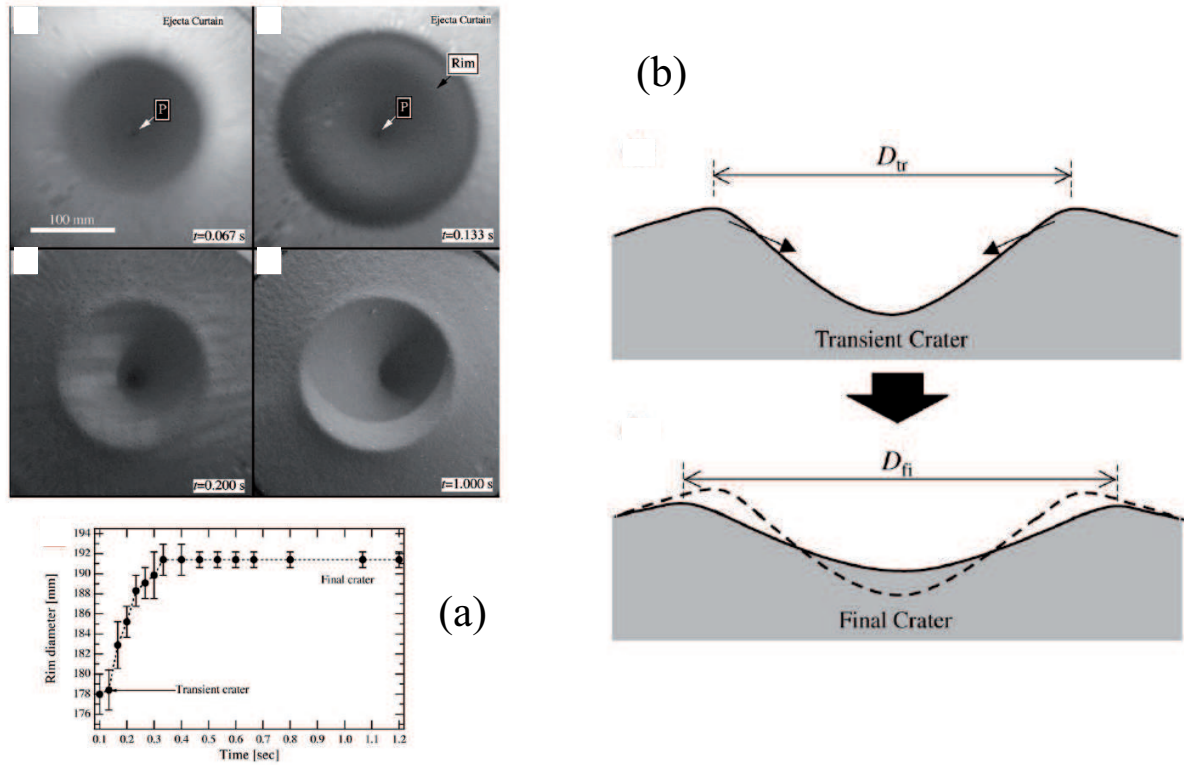 Ejecta Curtain
P
100 mm
t=0.067 s
Ejecta Curtain
Rim
P
t=0.133 s
t=0.200 s
t=1.000 s
194
192
190
188
186
184
182
180
178
176
Rim diameter [mm]
Final crater
Transient crater
0.1 0.2 0.3 0.4 0.5 0.6 0.7 0.8 0.9 1.0 1.1 1.2
Time [sec]
(a)
(b)
Dtr
Transient Crater
Dfi
Final Crater